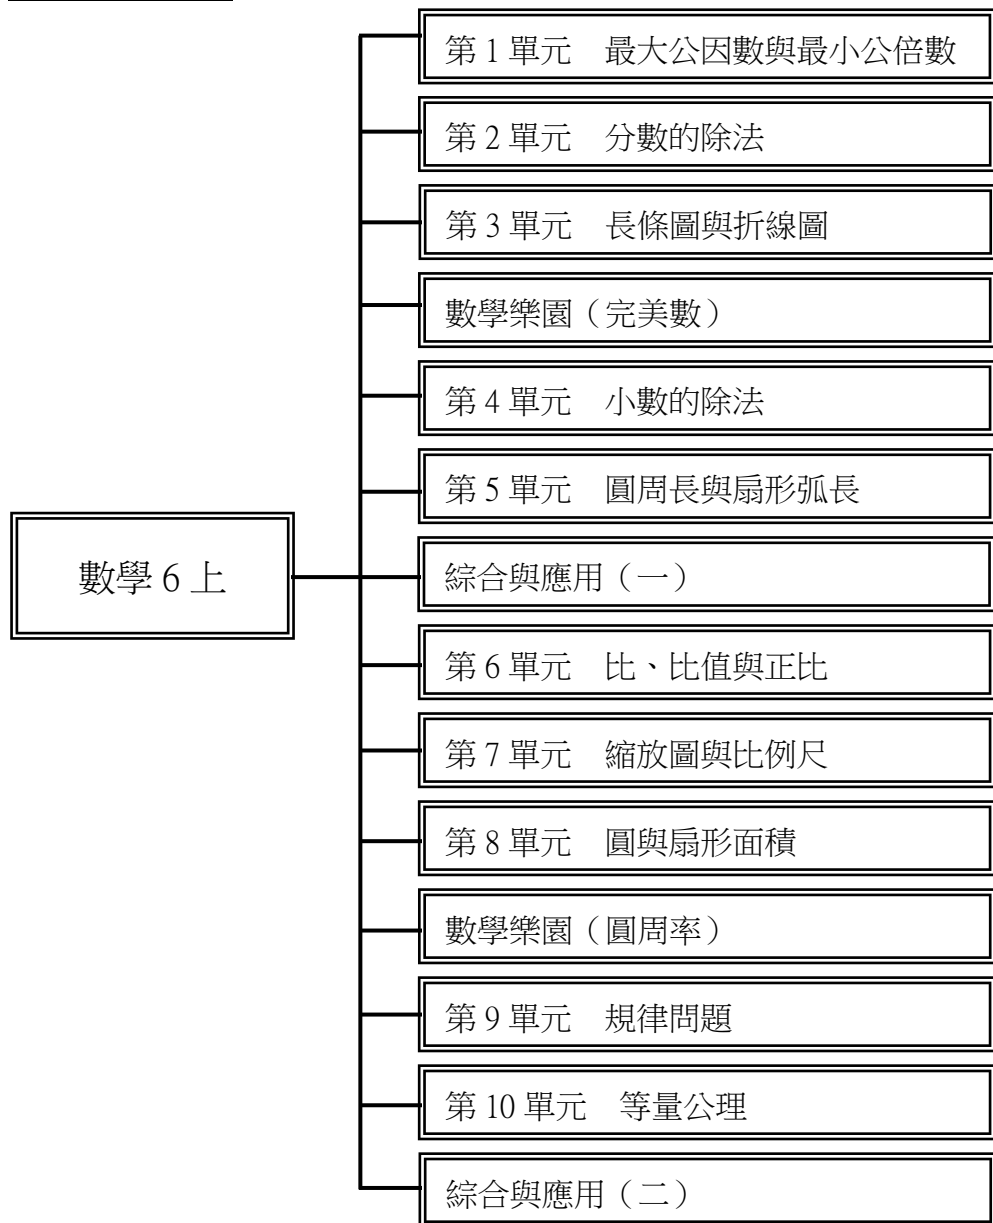 第 1 單元　最大公因數與最小公倍數
第 2 單元　分數的除法
第 3 單元　長條圖與折線圖
數學樂園（完美數）
第 4 單元　小數的除法
第 5 單元　圓周長與扇形弧長
數學 6 上
綜合與應用（一）
第 6 單元　比、比值與正比
第 7 單元　縮放圖與比例尺
第 8 單元　圓與扇形面積
數學樂園（圓周率）
第 9 單元　規律問題
第 10 單元　等量公理
綜合與應用（二）